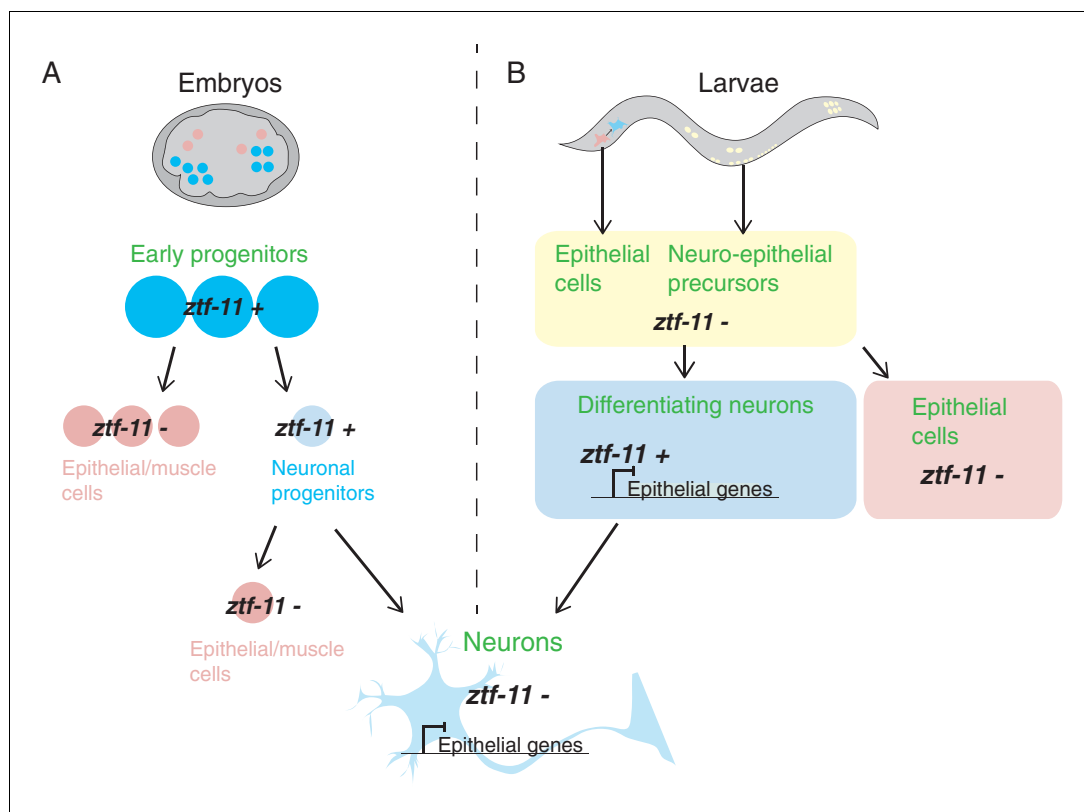 A
Embryos
Early progenitors
ztf-11 +
ztf-11 -
Epithelial/muscle
cells
ztf-11 +
Neuronal
progenitors
ztf-11 -
Epithelial/muscle
cells
B
Larvae
Epithelial
cells
Neuro-epithelial
precursors
ztf-11 -
Differentiating neurons
ztf-11 +
Epithelial genes
Epithelial
cells
ztf-11 -
Neurons
ztf-11 -
Epithelial genes